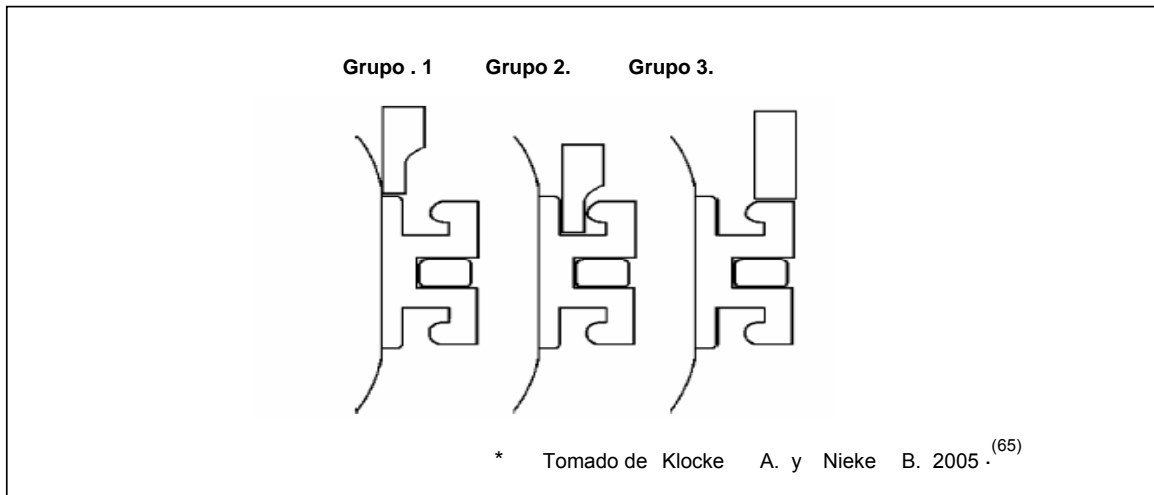 Grupo . 1 Grupo 2. Grupo 3.
* Tomado de Klocke A. y Nieke B. 2005 . (65)